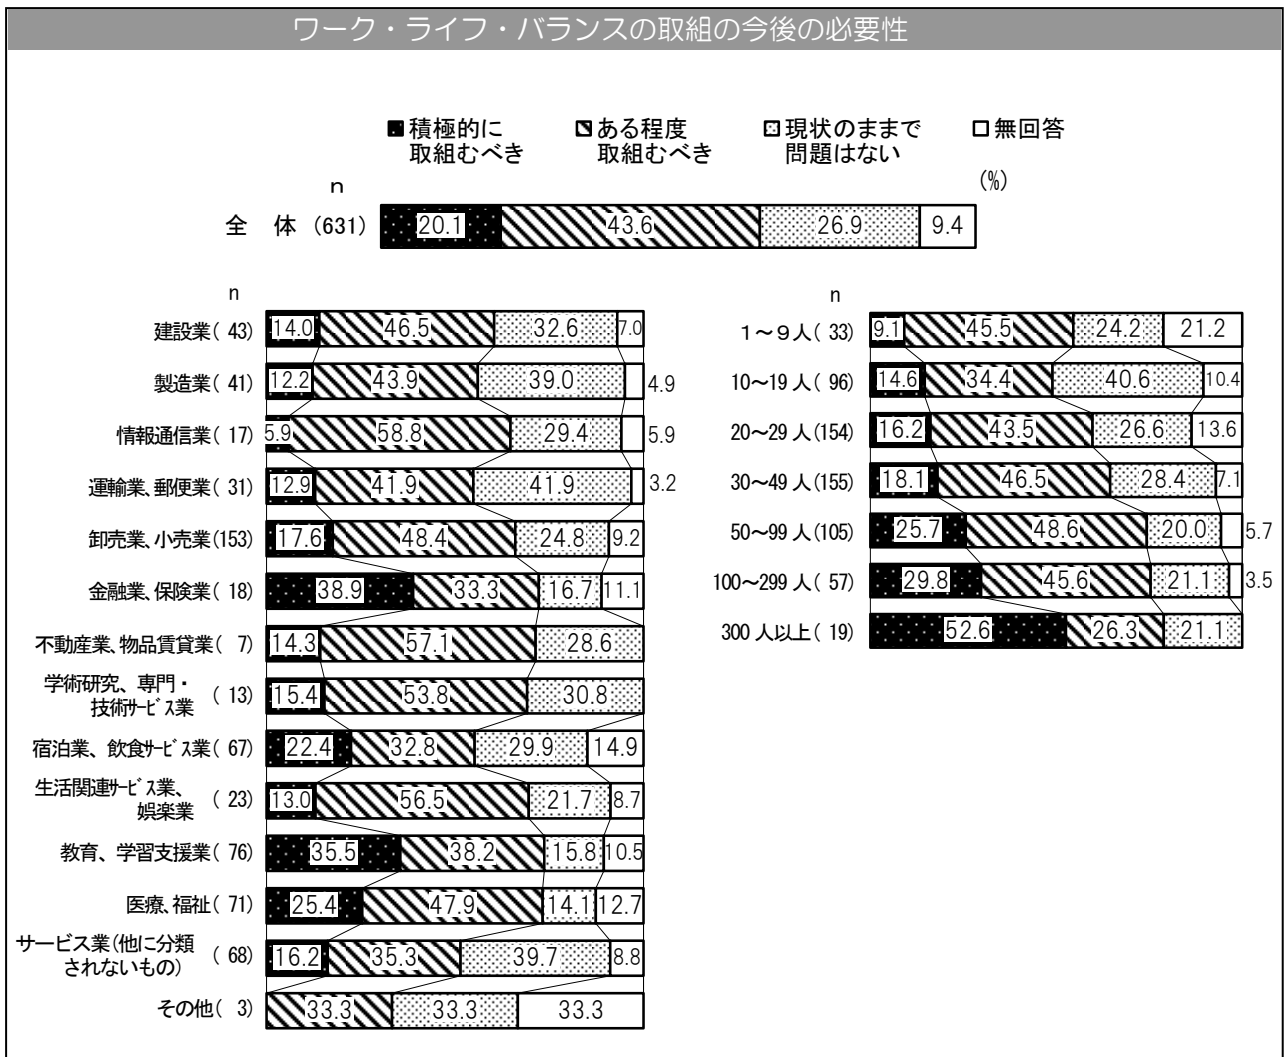 ワーク・ライフ・バランスの取組の今後の必要性
積極的に ある程度 現状のままで 無回答
取組むべき 取組むべき 問題はない
n (%)
全 体 (631) 20.1 43.6 26.9 9.4
n
建設業( 43) 14.0 46.5 32.6 7.0
製造業( 41) 12.2 43.9 39.0 4.9
情報通信業( 17) 5.9 58.8 29.4 5.9
運輸業、郵便業( 31) 12.9 41.9 41.9 3.2
卸売業、小売業(153) 17.6 48.4 24.8 9.2
金融業、保険業( 18) 38.9 33.3 16.7 11.1
不動産業、物品賃貸業( 7) 14.3 57.1 28.6
学術研究、専門・
技術サービス業 ( 13) 15.4 53.8 30.8
宿泊業、飲食サービス業( 67) 22.4 32.8 29.9 14.9
生活関連サービス業、
娯楽業 ( 23) 13.0 56.5 21.7 8.7
教育、学習支援業( 76) 35.5 38.2 15.8 10.5
医療、福祉( 71) 25.4 47.9 14.1 12.7
サービス業(他に分類
されないもの) ( 68) 16.2 35.3 39.7 8.8
その他( 3) 33.3 33.3 33.3
n
1～9人( 33) 9.1 45.5 24.2 21.2
10～19人( 96) 14.6 34.4 40.6 10.4
20～29人(154) 16.2 43.5 26.6 13.6
30～49人(155) 18.1 46.5 28.4 7.1
50～99人(105) 25.7 48.6 20.0 5.7
100～299人( 57) 29.8 45.6 21.1 3.5
300人以上( 19) 52.6 26.3 21.1